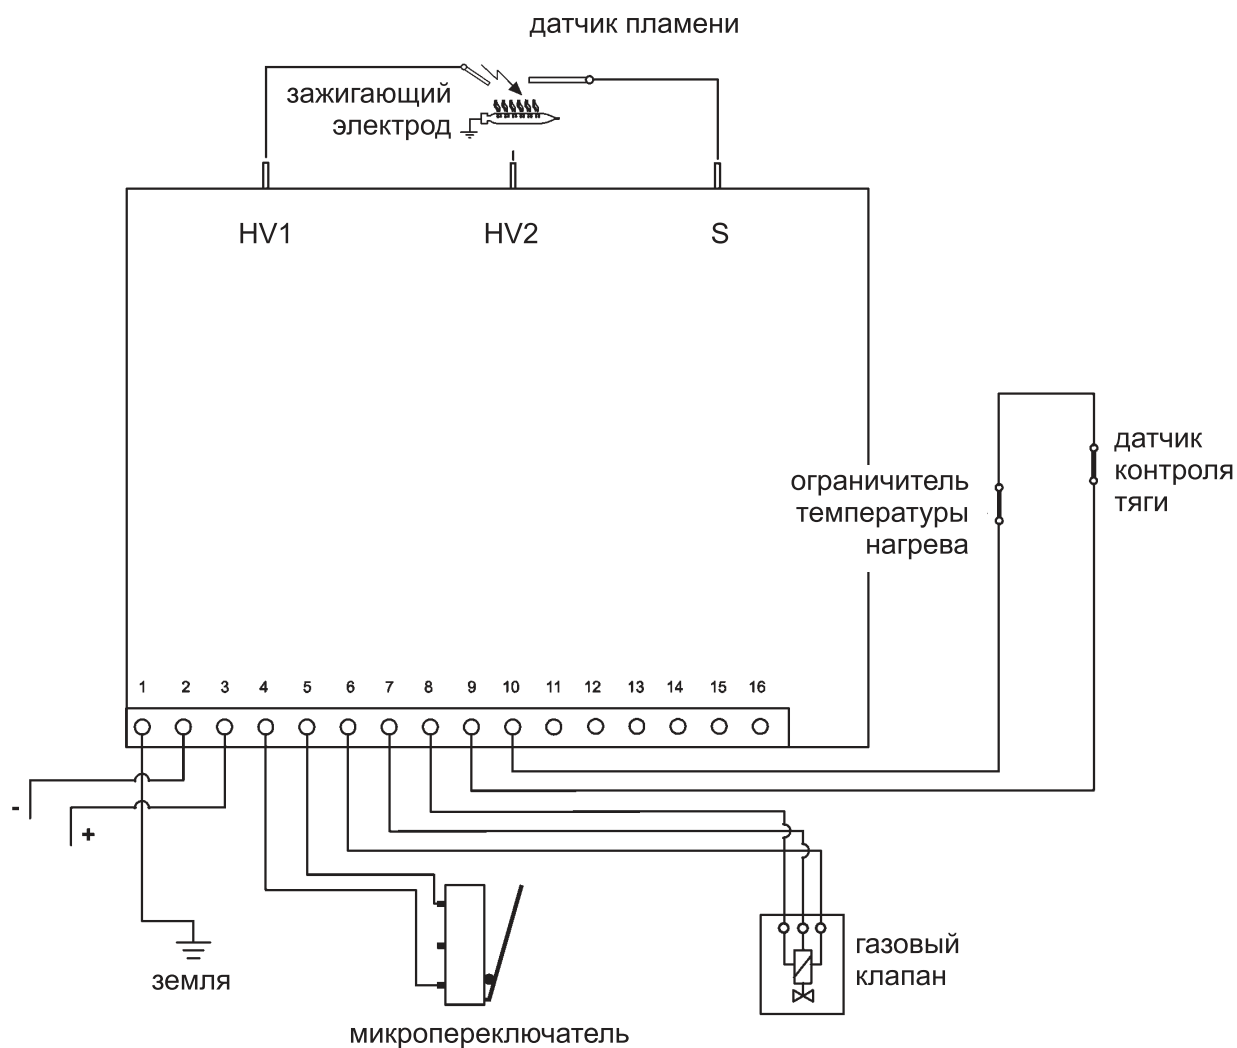 датчик пламени
зажигающий
электрод
HV1 HV2 S
датчик
контроля
тяги
ограничитель
температуры
нагрева
1 2 3 4 5 6 7 8 9 10 11 12 13 14 15 16
-
+
земля
микропереключатель
газовый
клапан